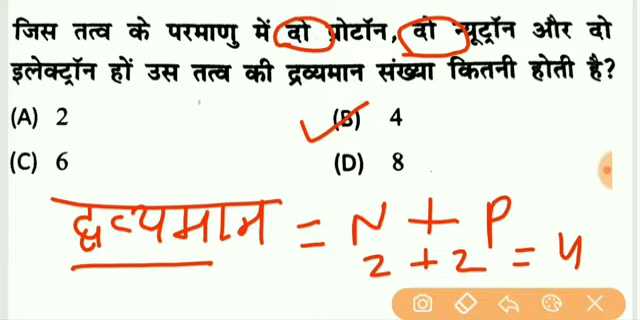 जिस तत्व के परमाणु में दो प्रोटॉन, दो न्यूट्रॉन और दो
इलेक्ट्रॉन हों उस तत्व की द्रव्यमान संख्या कितनी होती है?
(A) 2 (B) 4
(C) 6 (D) 8
द्रव्यमान = N + P
2 + 2 = 4